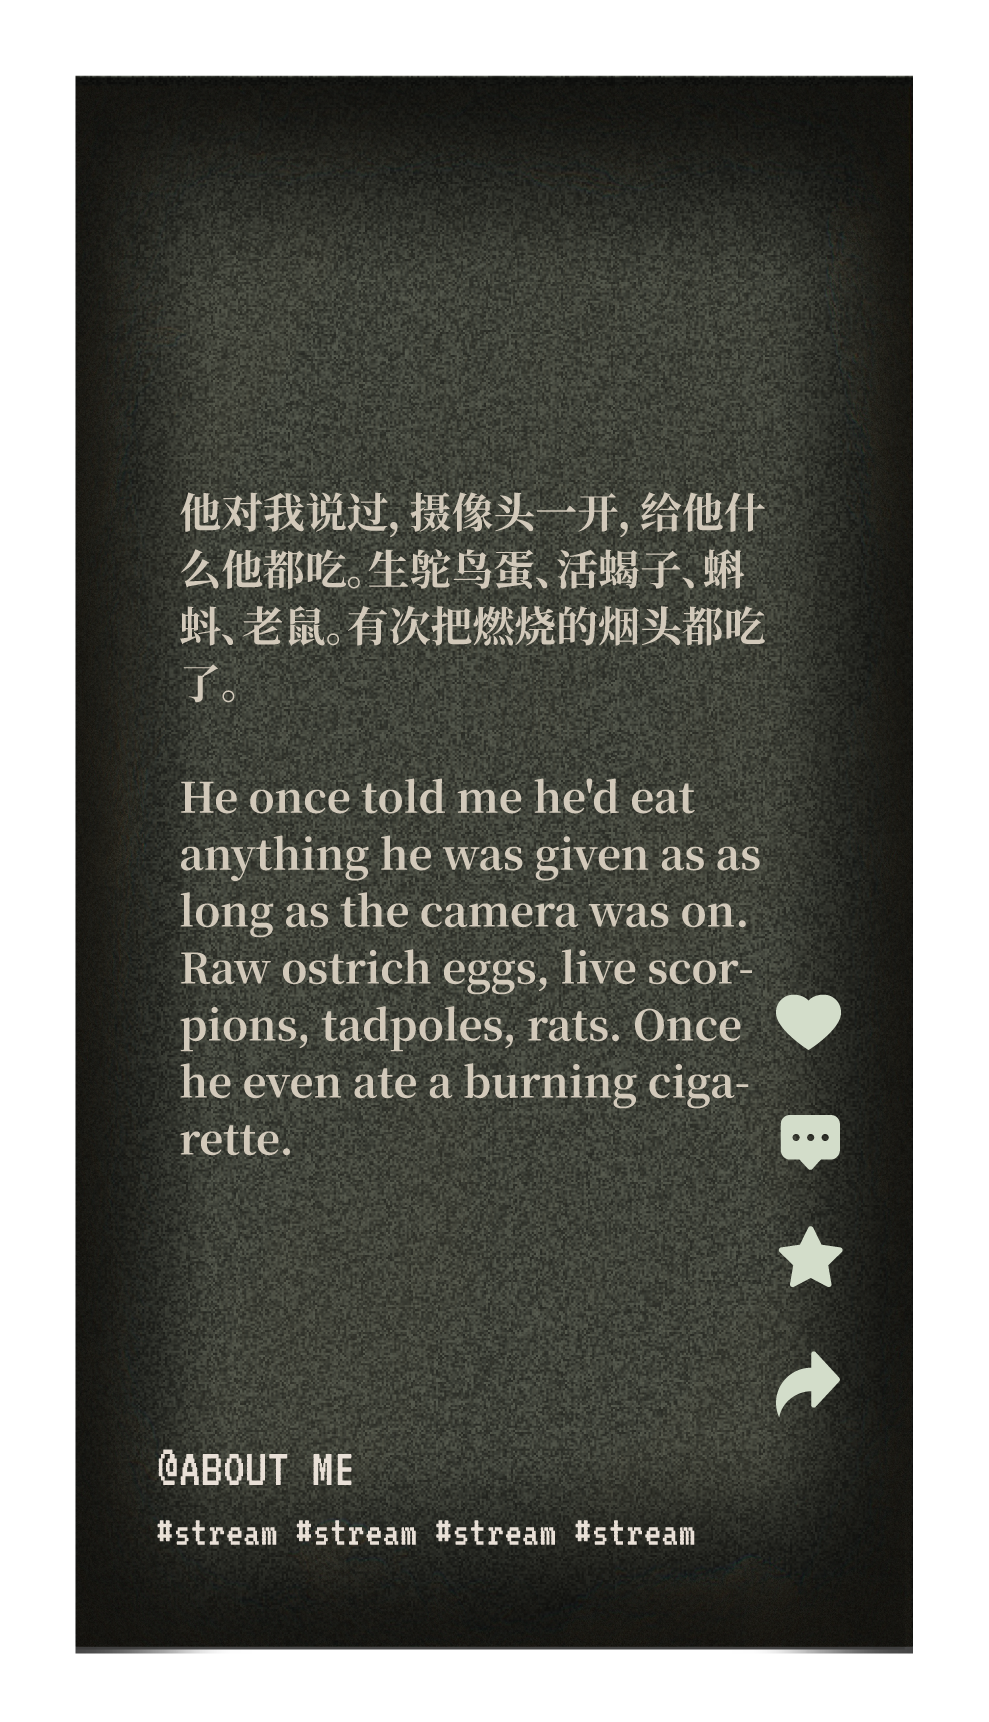 他对我说过，摄像头一开，给他什
么他都吃。生鸵鸟蛋、活蝎子、蝌
蚪、老鼠。有次把燃烧的烟头都吃
了。
He once told me he'd eat
anything he was given as as
long as the camera was on.
Raw ostrich eggs, live scor-
pions, tadpoles, rats. Once
he even ate a burning ciga-
rette.
@ABOUT ME
#stream #stream #stream #stream